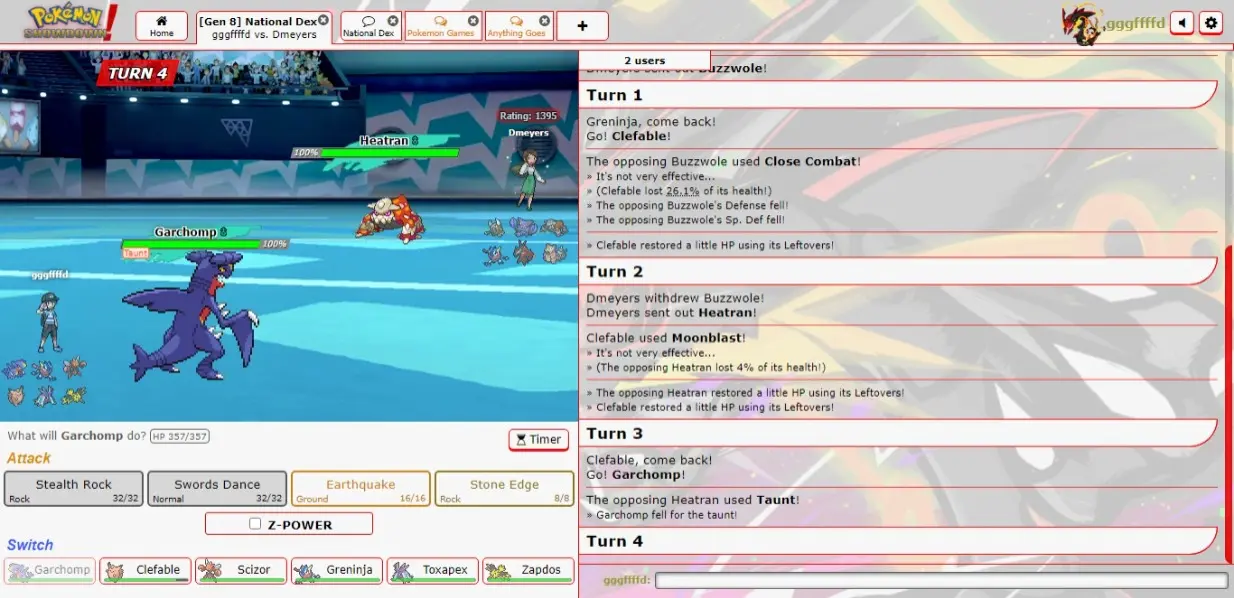 Pokémon
SHOWDOWN!
Home
[Gen 8] National Dex
gggffffd vs. Dmeyers
National Dex
Pokemon Games
Anything Goes
+
gggffffd
TURN 4
Rating: 1395
Dmeyers
Heatran
100%
Garchomp
100%
Taunt
gggffffd
What will Garchomp do? HP 357/357
Timer
Attack
Stealth Rock
Rock 32/32
Swords Dance
Normal 32/32
Earthquake
Ground 16/16
Stone Edge
Rock 8/8
Z-POWER
Switch
Garchomp
Clefable
Scizor
Greninja
Toxapex
Zapdos
2 users
Dmeyers sent out Buzzwole!
Turn 1
Greninja, come back!
Go! Clefable!
The opposing Buzzwole used Close Combat!
» It's not very effective...
» (Clefable lost 26.1% of its health!)
» The opposing Buzzwole's Defense fell!
» The opposing Buzzwole's Sp. Def fell!
» Clefable restored a little HP using its Leftovers!
Turn 2
Dmeyers withdrew Buzzwole!
Dmeyers sent out Heatran!
Clefable used Moonblast!
» It's not very effective...
» (The opposing Heatran lost 4% of its health!)
» The opposing Heatran restored a little HP using its Leftovers!
» Clefable restored a little HP using its Leftovers!
Turn 3
Clefable, come back!
Go! Garchomp!
The opposing Heatran used Taunt!
» Garchomp fell for the taunt!
Turn 4
gggffffd: